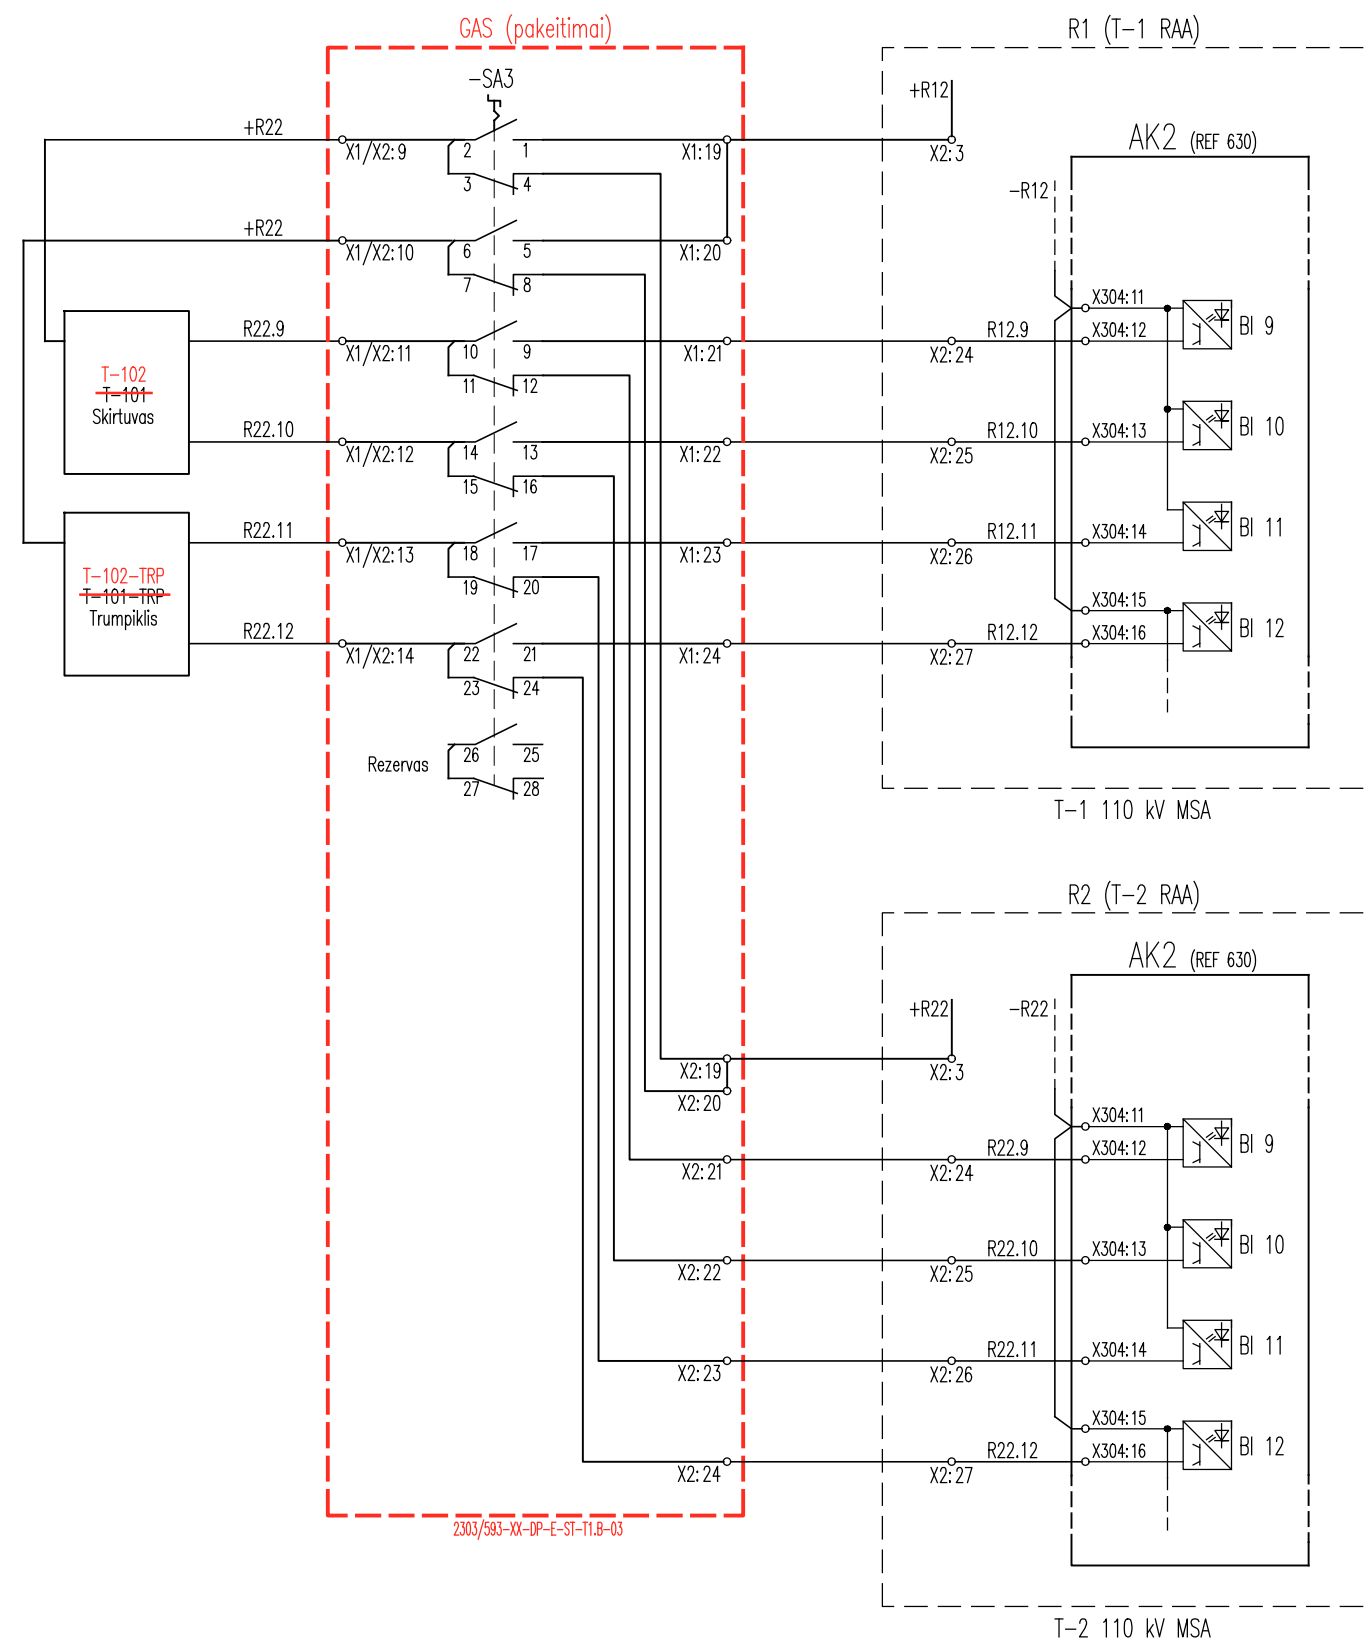 GAS (pakeitimai)
R1 (T-1 RAA)
-SA3
+R12
AK2 (REF 630)
+R22
X1/X2:9
2
1
X1:19
X2:3
3
4
-R12
+R22
X1/X2:10
6
5
X1:20
7
8
X304:11
R22.9
X1/X2:11
10
9
X1:21
X2:24
R12.9
X304:12
BI 9
11
12
T-102
T-101
Skirtuvas
R22.10
X1/X2:12
14
13
X1:22
X2:25
R12.10
X304:13
BI 10
15
16
R22.11
X1/X2:13
18
17
X1:23
X2:26
R12.11
X304:14
BI 11
19
20
T-102-TRP
T-101-TRP
Trumpiklis
X304:15
R22.12
X1/X2:14
22
21
X1:24
X2:27
R12.12
X304:16
BI 12
23
24
Rezervas
26
25
27
28
T-1 110 kV MSA
R2 (T-2 RAA)
AK2 (REF 630)
+R22
-R22
X2:19
X2:3
X2:20
X304:11
X2:21
X2:24
R22.9
X304:12
BI 9
X2:22
X2:25
R22.10
X304:13
BI 10
X2:23
X2:26
R22.11
X304:14
BI 11
X304:15
X2:24
X2:27
R22.12
X304:16
BI 12
2303/593-XX-DP-E-ST-T1.B-03
T-2 110 kV MSA